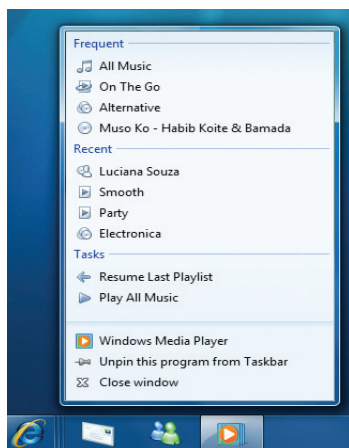 Frequent
All Music
On The Go
Alternative
Muso Ko - Habib Koite & Bamada
Recent
Luciana Souza
Smooth
Party
Electronica
Tasks
Resume Last Playlist
Play All Music
Windows Media Player
Unpin this program from Taskbar
Close window